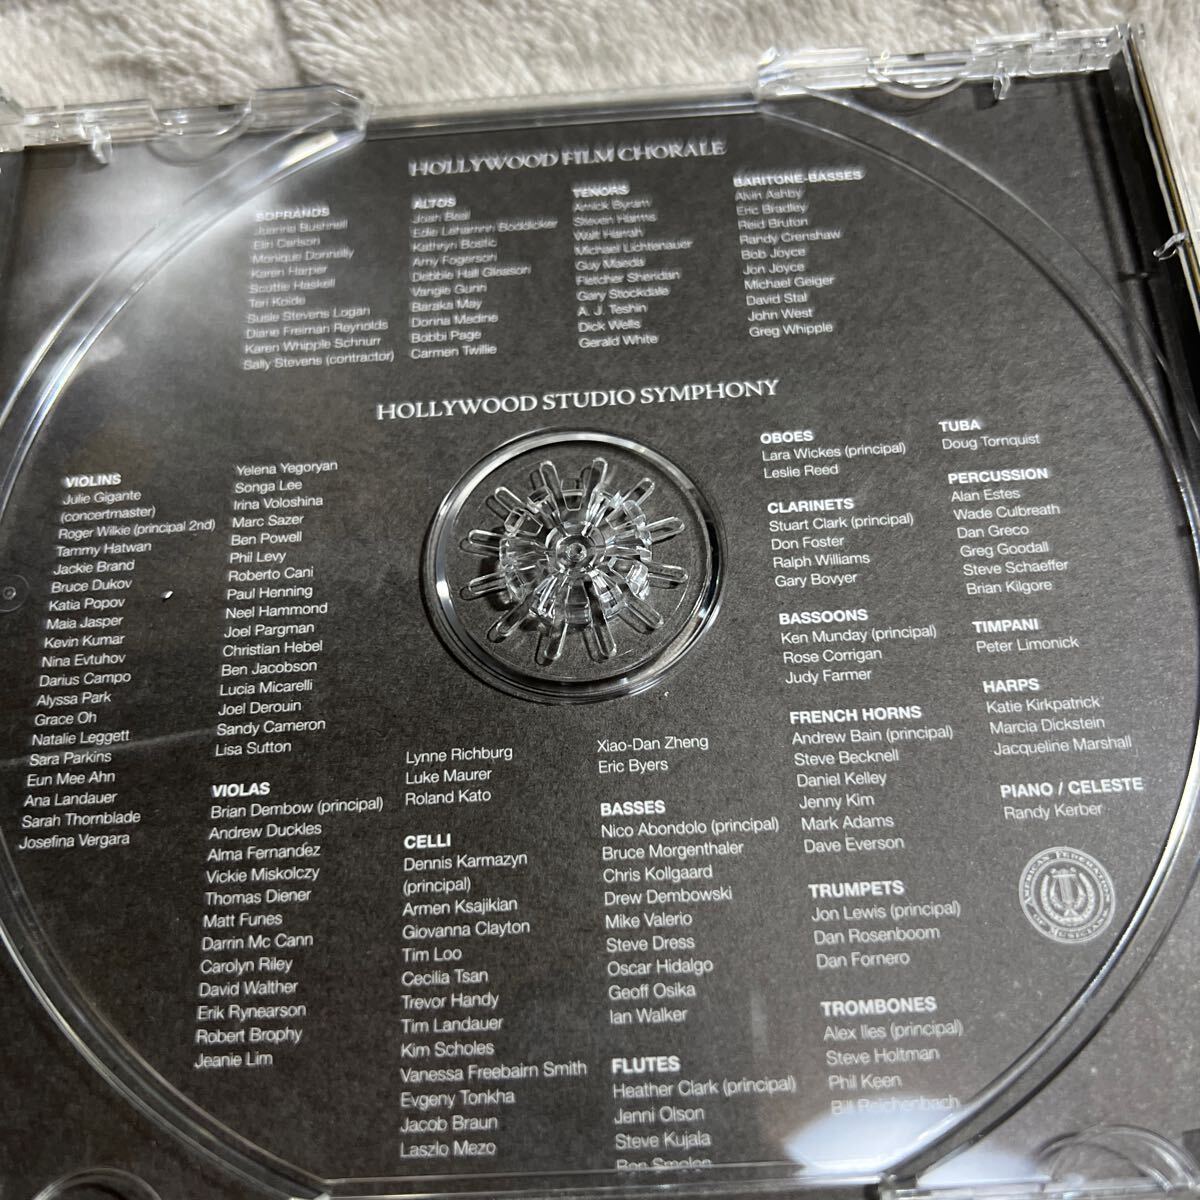 HOLLYWOOD FILM CHORALE
SOPRANOS
Joanna Bushnell
Elin Carlson
Monique Donnelly
Karen Harper
Scottie Haskell
Teri Koide
Susie Stevens Logan
Diane Freiman Reynolds
Karen Whipple Schnurr
Sally Stevens (contractor)
ALTOS
Joan Beal
Edie Lehmann Boddicker
Kathryn Bostic
Amy Fogerson
Debbie Hall Gleason
Vangie Gunn
Baraka May
Donna Medine
Bobbi Page
Carmen Twillie
TENORS
Amick Byram
Steven Harms
Walt Harrah
Michael Lichtenauer
Guy Maeda
Fletcher Sheridan
Gary Stockdale
A. J. Teshin
Dick Wells
Gerald White
BARITONE-BASSES
Alvin Ashby
Eric Bradley
Reid Bruton
Randy Crenshaw
Bob Joyce
Jon Joyce
Michael Geiger
David Stal
John West
Greg Whipple
HOLLYWOOD STUDIO SYMPHONY
VIOLINS
Julie Gigante
(concertmaster)
Roger Wilkie (principal 2nd)
Tammy Hatwan
Jackie Brand
Bruce Dukov
Katia Popov
Maia Jasper
Kevin Kumar
Nina Evtuhov
Darius Campo
Alyssa Park
Grace Oh
Natalie Leggett
Sara Parkins
Eun Mee Ahn
Ana Landauer
Sarah Thornblade
Josefina Vergara
Yelena Yegoryan
Songa Lee
Irina Voloshina
Marc Sazer
Ben Powell
Phil Levy
Roberto Cani
Paul Henning
Neel Hammond
Joel Pargman
Christian Hebel
Ben Jacobson
Lucia Micarelli
Joel Derouin
Sandy Cameron
Lisa Sutton
VIOLAS
Brian Dembow (principal)
Andrew Duckles
Alma Fernandez
Vickie Miskolczy
Thomas Diener
Matt Funes
Darrin Mc Cann
Carolyn Riley
David Walther
Erik Rynearson
Robert Brophy
Jeanie Lim
Lynne Richburg
Luke Maurer
Roland Kato
CELLI
Dennis Karmazyn
(principal)
Armen Ksajikian
Giovanna Clayton
Tim Loo
Cecilia Tsan
Trevor Handy
Tim Landauer
Kim Scholes
Vanessa Freebairn Smith
Evgeny Tonkha
Jacob Braun
Laszlo Mezo
Xiao-Dan Zheng
Eric Byers
BASSES
Nico Abondolo (principal)
Bruce Morgenthaler
Chris Kollgaard
Drew Dembowski
Mike Valerio
Steve Dress
Oscar Hidalgo
Geoff Osika
Ian Walker
FLUTES
Heather Clark (principal)
Jenni Olson
Steve Kujala
Ben Smolen
OBOES
Lara Wickes (principal)
Leslie Reed
CLARINETS
Stuart Clark (principal)
Don Foster
Ralph Williams
Gary Bovyer
BASSOONS
Ken Munday (principal)
Rose Corrigan
Judy Farmer
FRENCH HORNS
Andrew Bain (principal)
Steve Becknell
Daniel Kelley
Jenny Kim
Mark Adams
Dave Everson
TRUMPETS
Jon Lewis (principal)
Dan Rosenboom
Dan Fornero
TROMBONES
Alex Iles (principal)
Steve Holtman
Phil Keen
Bill Reichenbach
TUBA
Doug Tornquist
PERCUSSION
Alan Estes
Wade Culbreath
Dan Greco
Greg Goodall
Steve Schaeffer
Brian Kilgore
TIMPANI
Peter Limonick
HARPS
Katie Kirkpatrick
Marcia Dickstein
Jacqueline Marshall
PIANO / CELESTE
Randy Kerber
AMERICAN FEDERATION
OF MUSICIANS